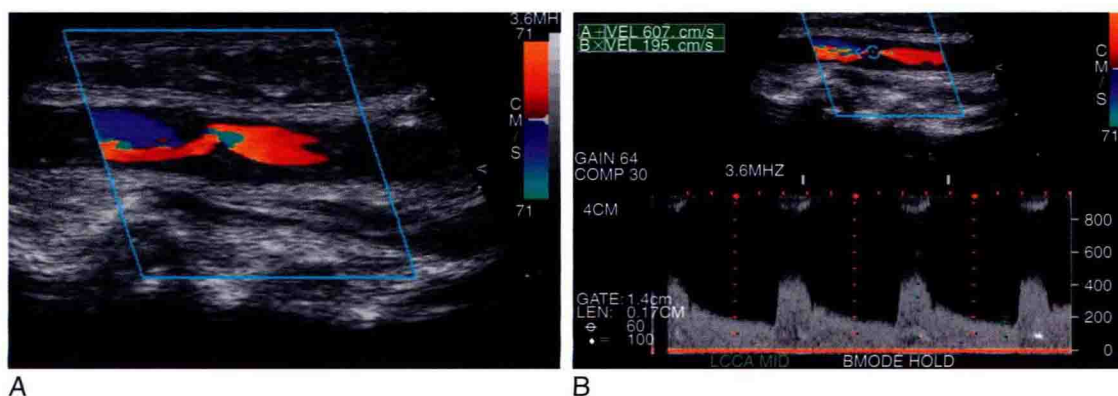 3.6MH
71
C
M
S
<
71
A
A+VEL 607. cm/s
B×VEL 195. cm/s
C
M
<
S
71
GAIN 64
COMP 30
3.6MHZ
4CM
800
600
400
GATE: 1.4cm
LEN: 0.17CM
60
= 100
200
0
LCCA MID
BMODE HOLD
B